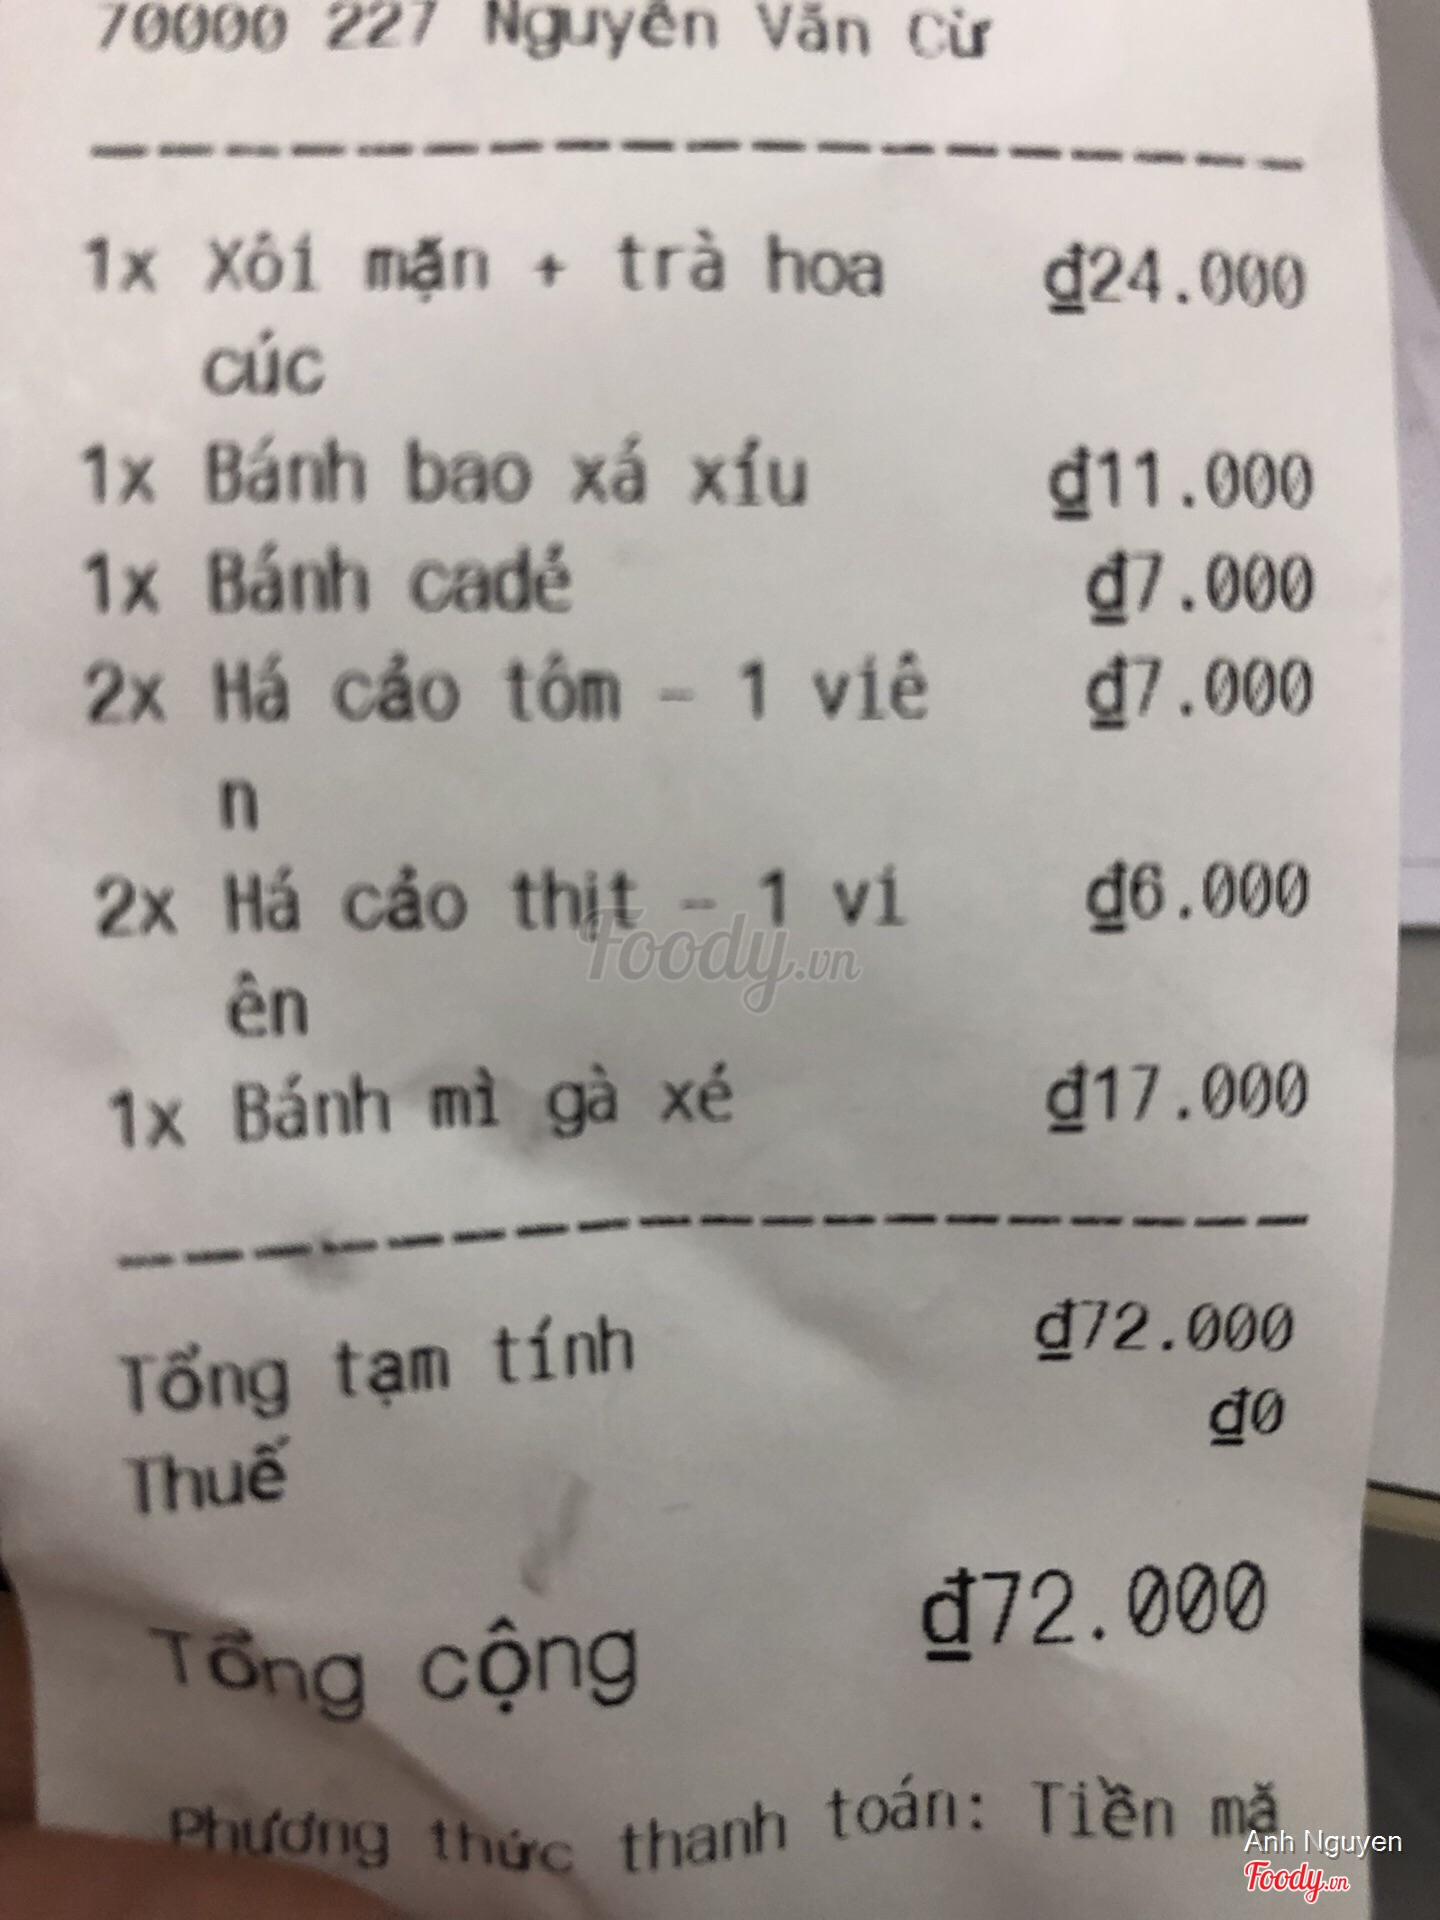 70000 227 Nguyễn Văn Cừ
1x Xôi mặn + trà hoa đ24.000
cúc
1x Bánh bao xá xíu đ11.000
1x Bánh cadé đ7.000
2x Há cảo tôm - 1 viê đ7.000
n
2x Há cảo thịt - 1 vi đ6.000
ên
1x Bánh mì gà xé đ17.000
Tổng tạm tính đ72.000
Thuế đ0
Tổng cộng đ72.000
Phương thức thanh toán: Tiền mặ
Foody.vn
Anh Nguyen
Foody.vn